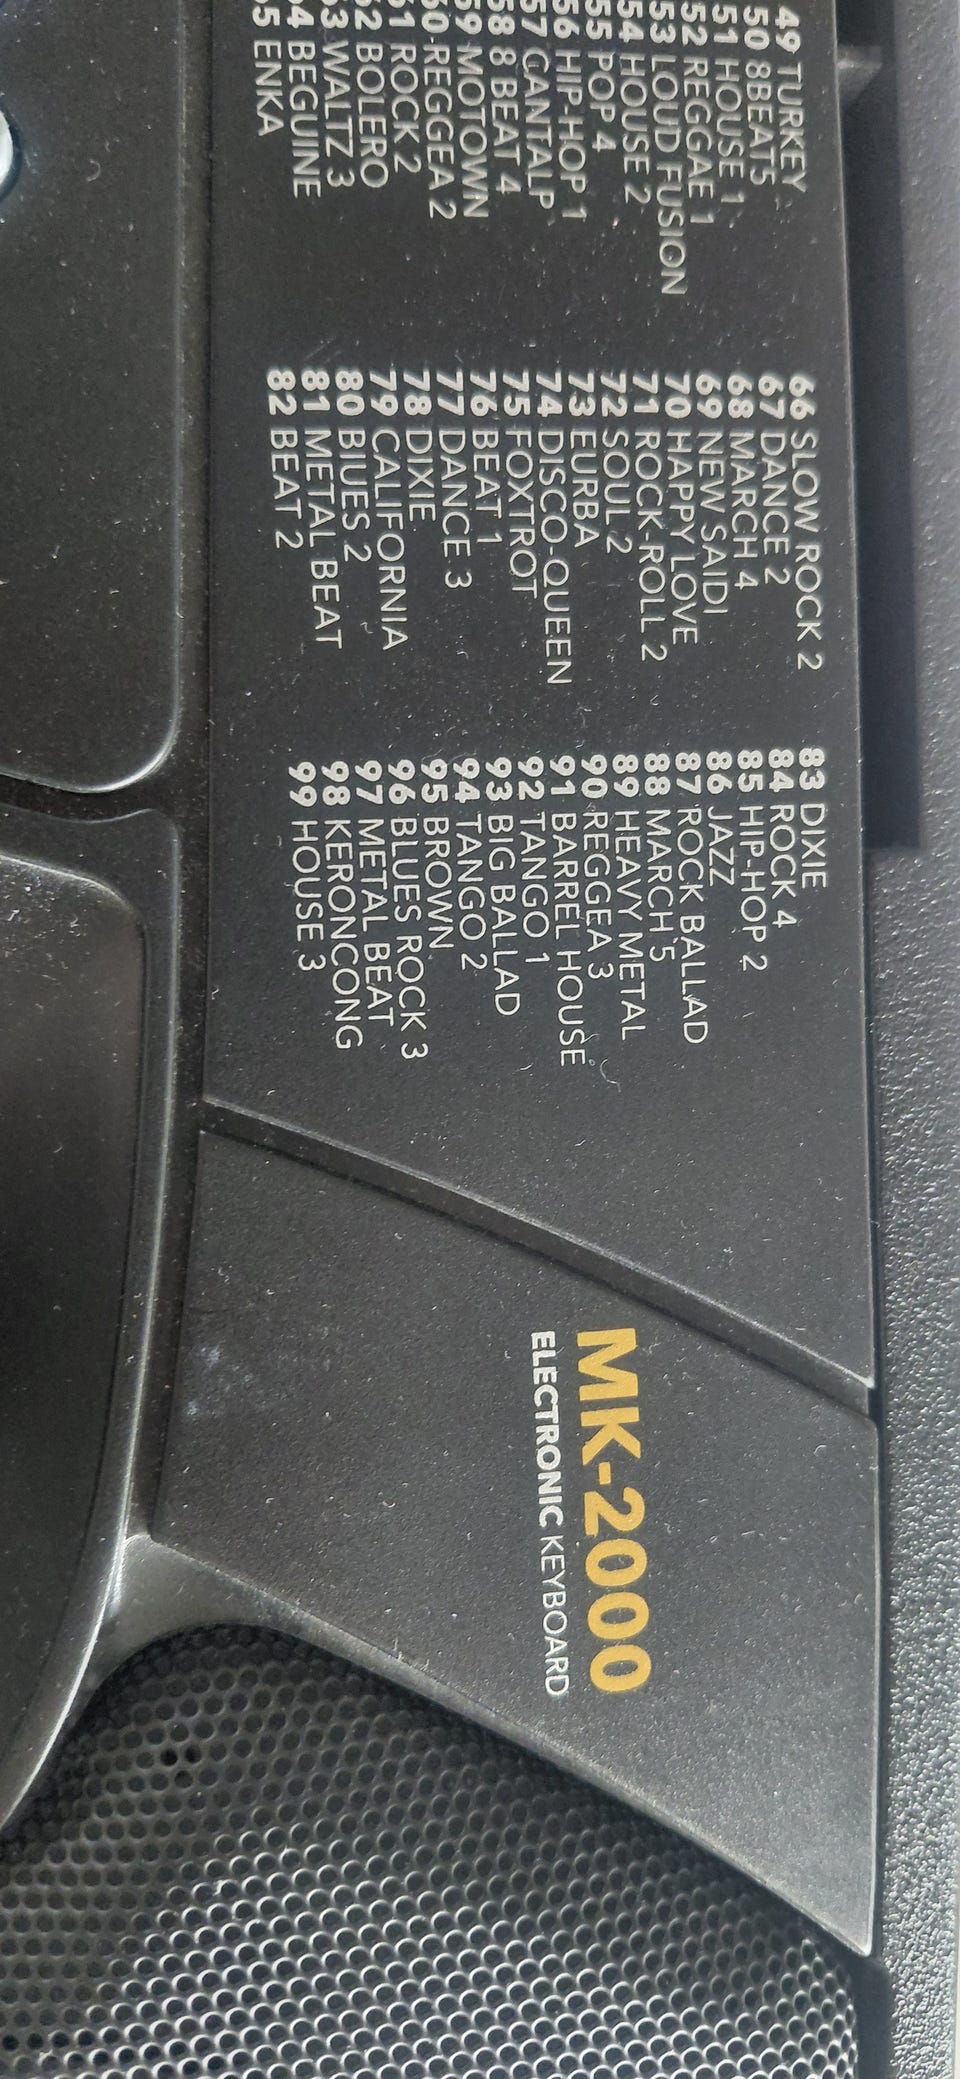 49 TURKEY
50 8BEAT5
51 HOUSE 1
52 REGGAE 1
53 LOUD FUSION
54 HOUSE 2
55 POP 4
56 HIP-HOP 1
57 CANTALP
58 8 BEAT 4
59 MOTOWN
60 REGGEA 2
61 ROCK 2
62 BOLERO
63 WALTZ 3
64 BEGUINE
65 ENKA
66 SLOW ROCK 2
67 DANCE 2
68 MARCH 4
69 NEW SAIDI
70 HAPPY LOVE
71 ROCK-ROLL 2
72 SOUL 2
73 EURBA
74 DISCO-QUEEN
75 FOXTROT
76 BEAT 1
77 DANCE 3
78 DIXIE
79 CALIFORNIA
80 BIUES 2
81 METAL BEAT
82 BEAT 2
83 DIXIE
84 ROCK 4
85 HIP-HOP 2
86 JAZZ
87 ROCK BALLAD
88 MARCH 5
89 HEAVY METAL
90 REGGEA 3
91 BARREL HOUSE
92 TANGO 1
93 BIG BALLAD
94 TANGO 2
95 BROWN
96 BLUES ROCK 3
97 METAL BEAT
98 KERONCONG
99 HOUSE 3
MK-2000
ELECTRONIC KEYBOARD